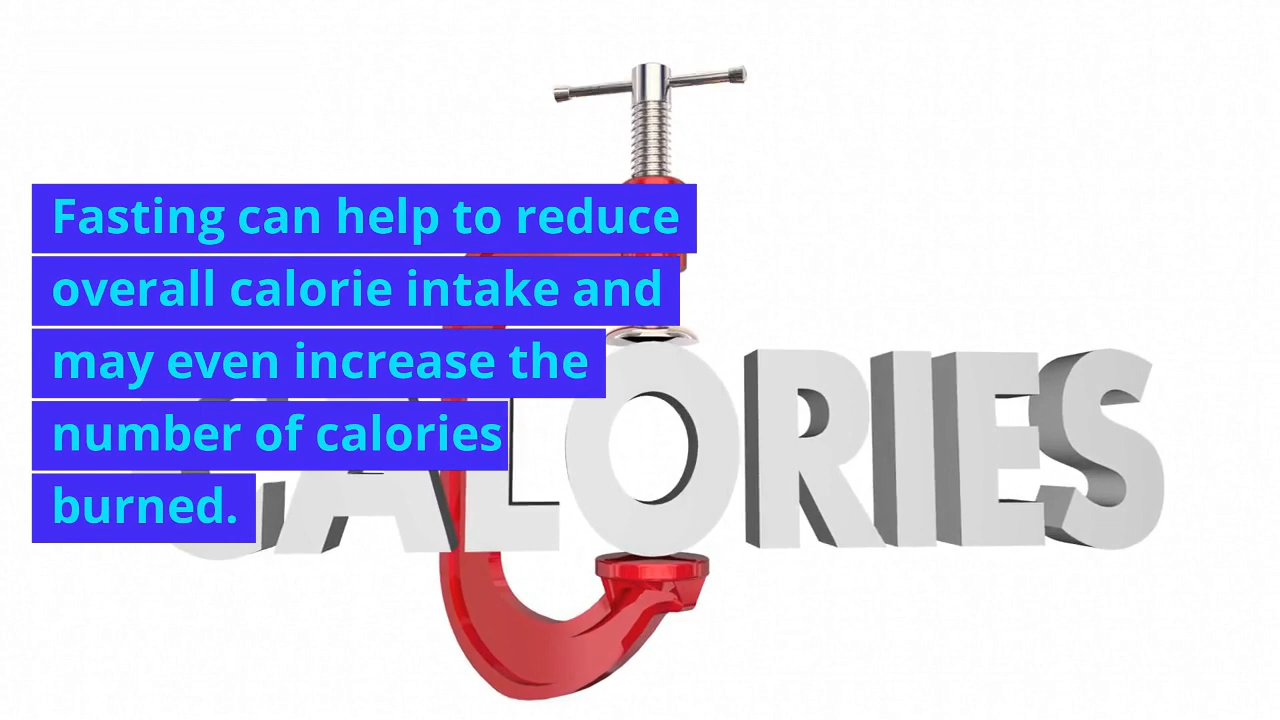 Fasting can help to reduce
overall calorie intake and
may even increase the
number of calories
burned.
CALORIES